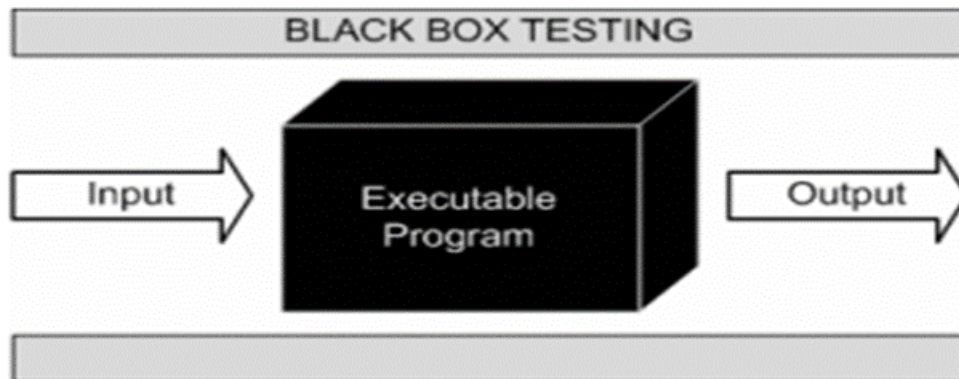 BLACK BOX TESTING
Input
Executable
Program
Output